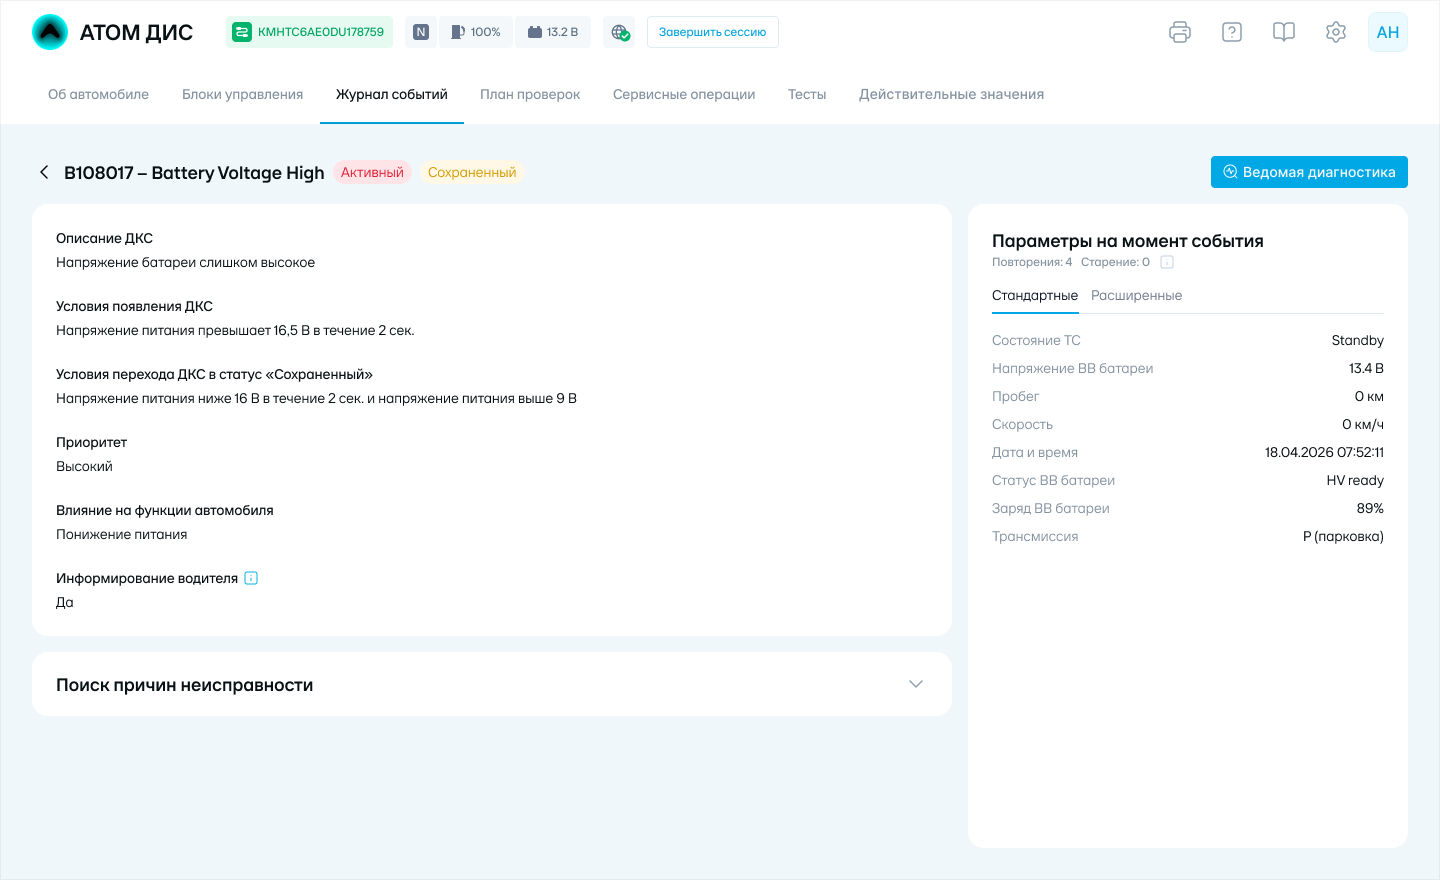 АТОМ ДИС
KMHTC6AE0DU178759
N
100%
13.2 В
Завершить сессию
АН
Об автомобиле
Блоки управления
Журнал событий
План проверок
Сервисные операции
Тесты
Действительные значения
B108017 – Battery Voltage High
Активный
Сохраненный
Ведомая диагностика
Описание ДКС
Напряжение батареи слишком высокое
Условия появления ДКС
Напряжение питания превышает 16,5 В в течение 2 сек.
Условия перехода ДКС в статус «Сохраненный»
Напряжение питания ниже 16 В в течение 2 сек. и напряжение питания выше 9 В
Приоритет
Высокий
Влияние на функции автомобиля
Понижение питания
Информирование водителя
Да
Поиск причин неисправности
Параметры на момент события
Повторения: 4 Старение: 0
Стандартные Расширенные
Состояние ТС Standby
Напряжение ВВ батареи 13.4 В
Пробег 0 км
Скорость 0 км/ч
Дата и время 18.04.2026 07:52:11
Статус ВВ батареи HV ready
Заряд ВВ батареи 89%
Трансмиссия P (парковка)